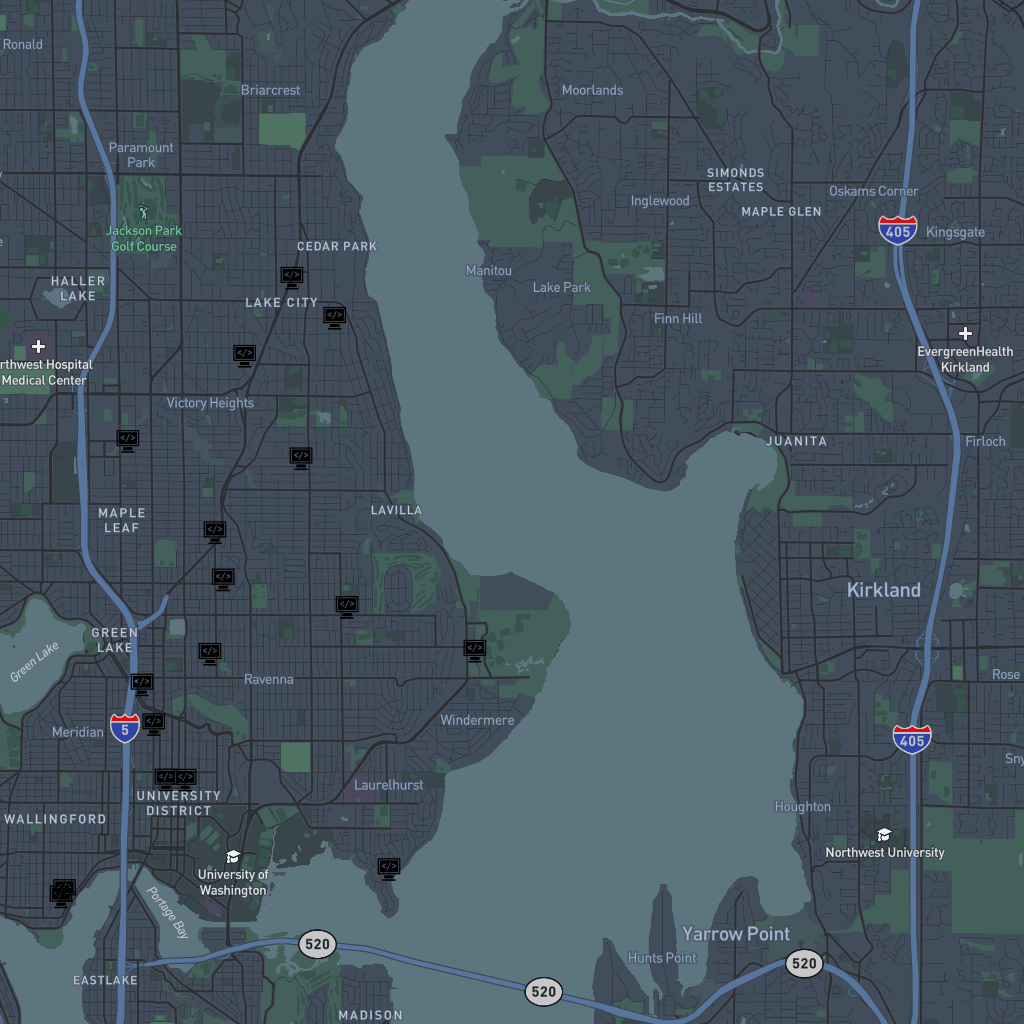 Ronald
Briarcrest
Moorlands
Paramount
Park
SIMONDS
ESTATES
Oskams Corner
Inglewood
MAPLE GLEN
Jackson Park
Golf Course
405
Kingsgate
CEDAR PARK
Manitou
HALLER
LAKE
Lake Park
LAKE CITY
</>
</>
Finn Hill
</>
rthwest Hospital
Medical Center
EvergreenHealth
Kirkland
Victory Heights
</>
JUANITA
Firloch
</>
LAVILLA
MAPLE
LEAF
</>
</>
Kirkland
</>
GREEN
LAKE
Green Lake
</>
</>
Ravenna
</>
Rose
Windermere
Meridian
5
</>
405
Sny
</>
</>
UNIVERSITY
DISTRICT
Laurelhurst
Houghton
WALLINGFORD
Northwest University
</>
University of
Washington
Portage Bay
Yarrow Point
520
Hunts Point
520
EASTLAKE
520
MADISON